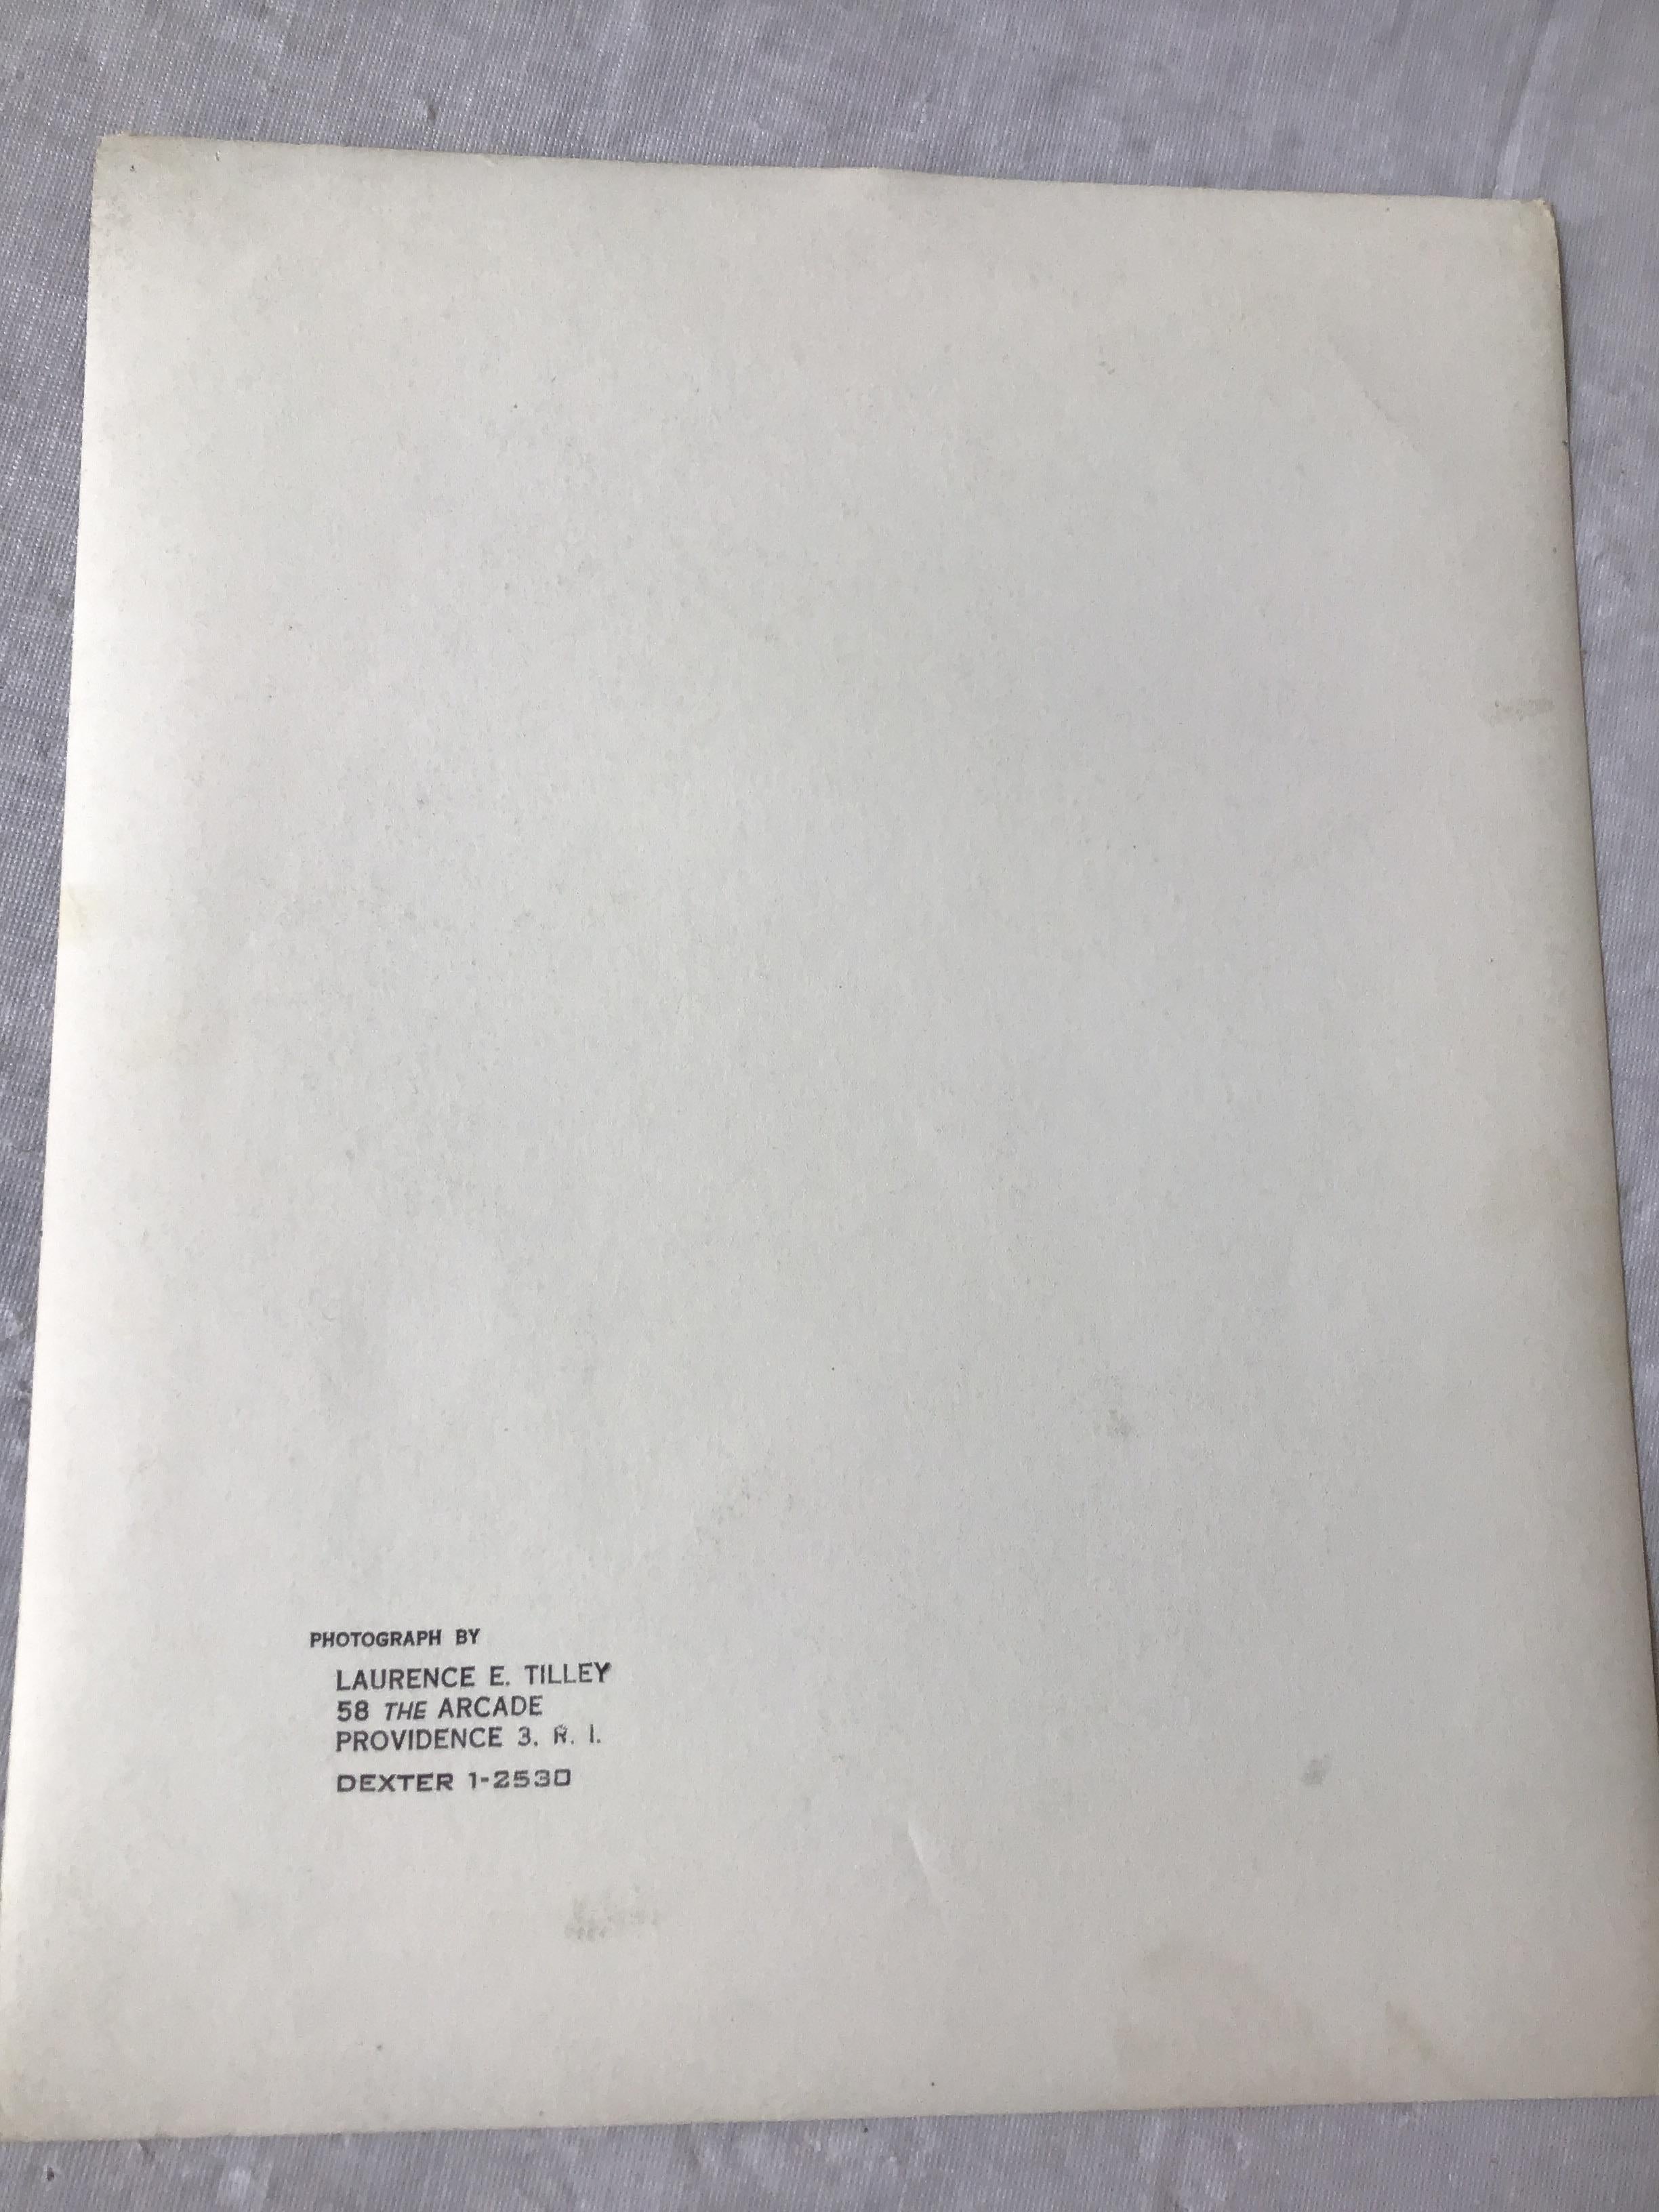 PHOTOGRAPH BY
LAURENCE E. TILLEY
58 THE ARCADE
PROVIDENCE 3. R. I.
DEXTER 1-2530